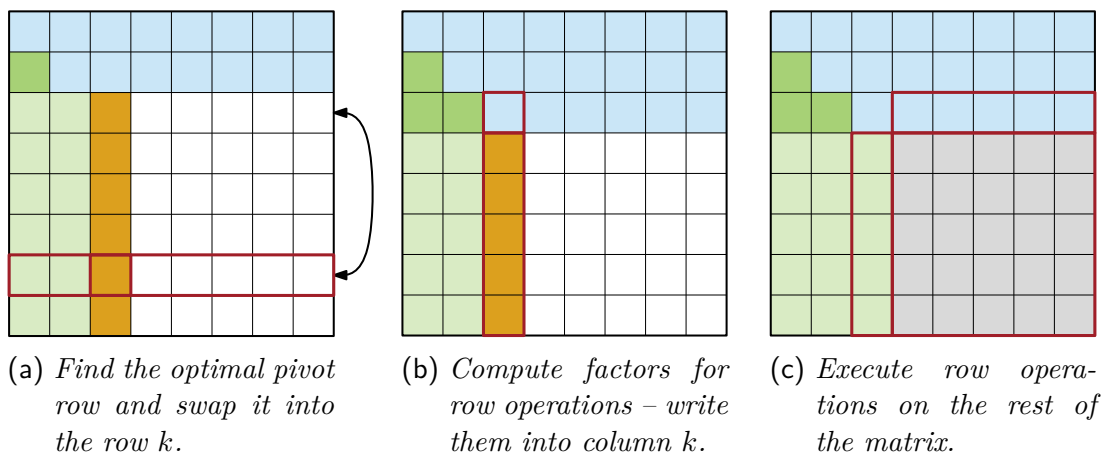 (a) Find the optimal pivot
row and swap it into
the row k.
(b) Compute factors for
row operations – write
them into column k.
(c) Execute row opera-
tions on the rest of
the matrix.